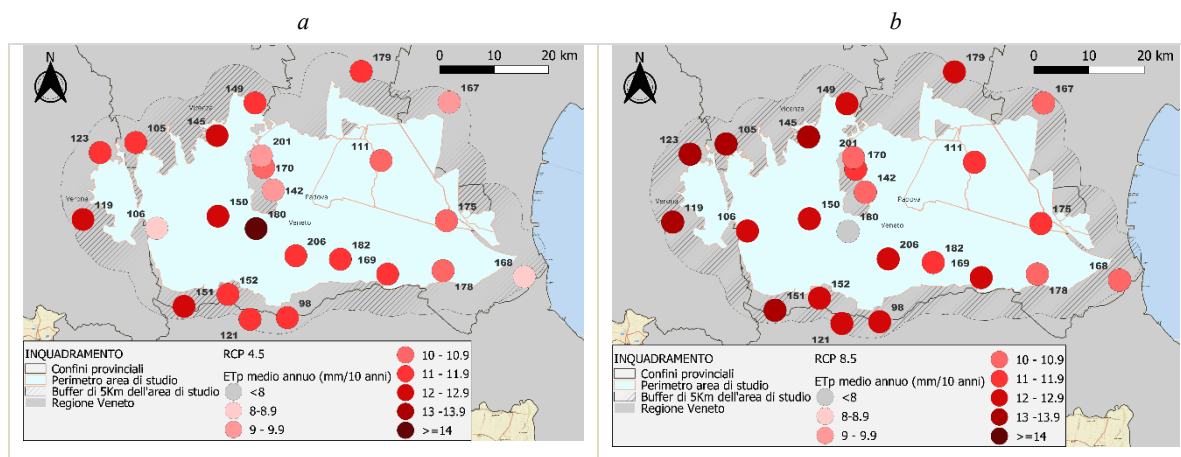 a
b
179
0 10 20 km
N
167
149
Vicenza
145
105
123
201
111
170
142
Padova
Verona
119
106
150
180
Veneto
175
206
182
169
168
178
152
151
98
121
INQUADRAMENTO
Confini provinciali
Perimetro area di studio
Buffer di 5Km dell'area di studio
Regione Veneto
RCP 4.5
ETp medio annuo (mm/10 anni)
<8
8-8.9
9 - 9.9
10 - 10.9
11 - 11.9
12 - 12.9
13 -13.9
>=14
179
0 10 20 km
N
167
149
Vicenza
145
105
123
201
170
111
142
Padova
Verona
119
106
150
180
Veneto
175
206
182
169
168
178
152
151
98
121
INQUADRAMENTO
Confini provinciali
Perimetro area di studio
Buffer di 5Km dell'area di studio
Regione Veneto
RCP 8.5
ETp medio annuo (mm/10 anni)
<8
8-8.9
9 - 9.9
10 - 10.9
11 - 11.9
12 - 12.9
13 -13.9
>=14